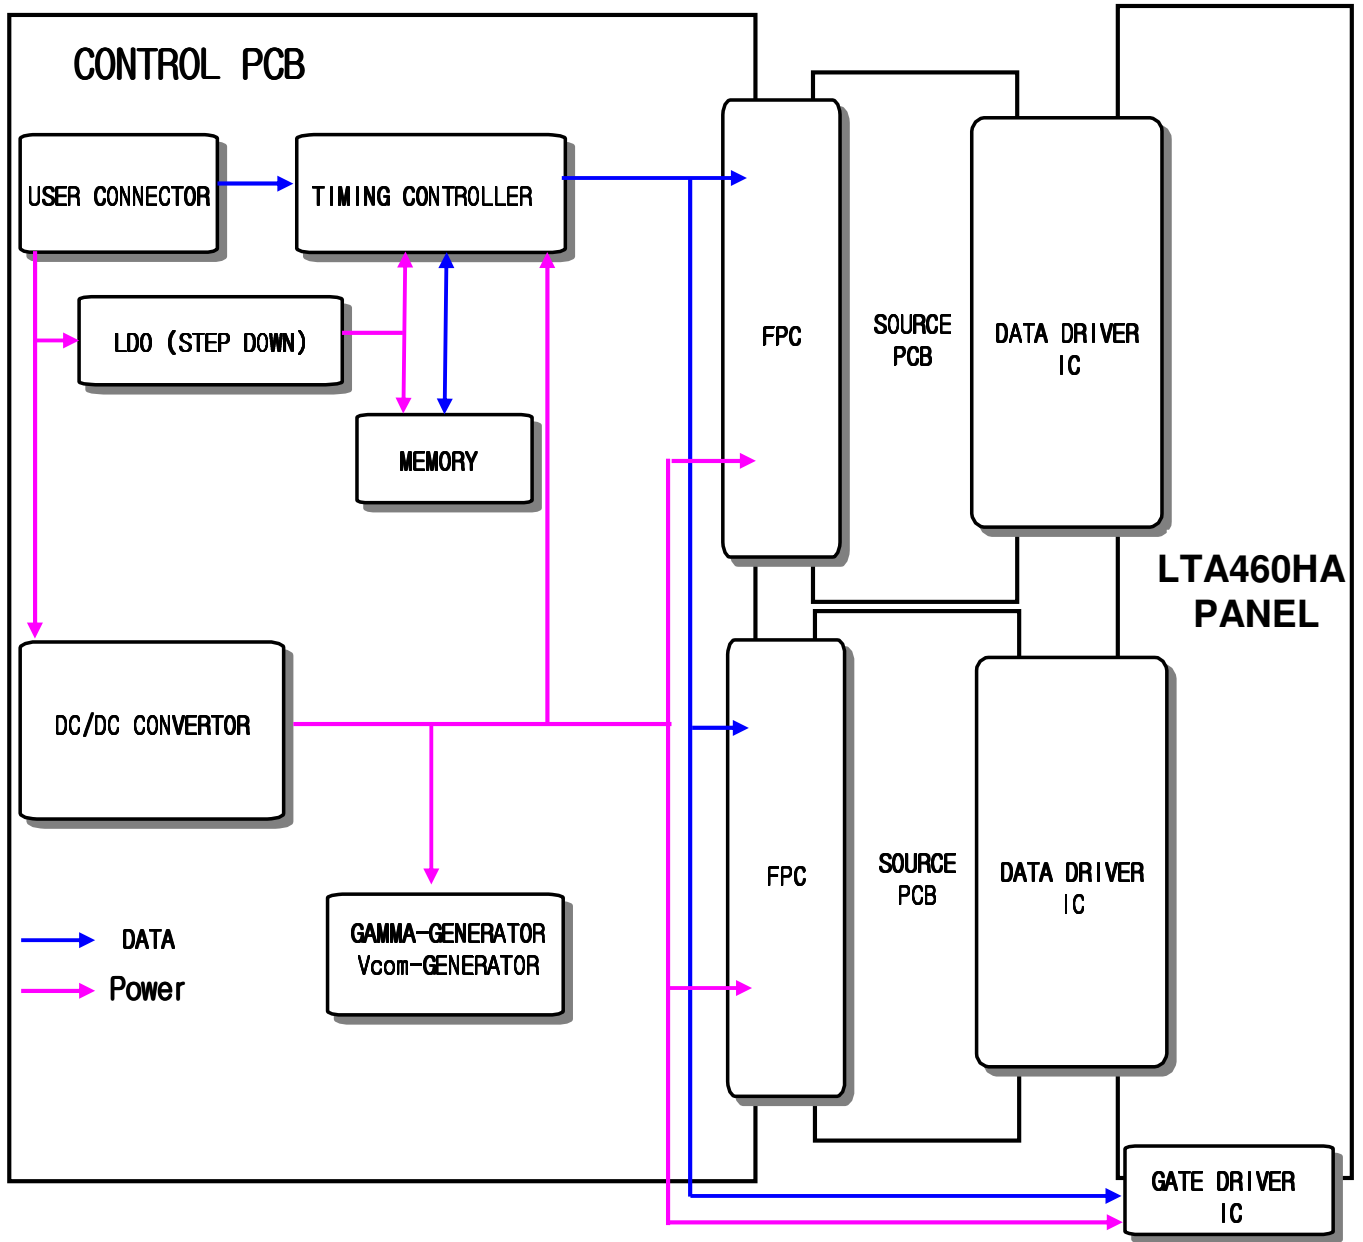 CONTROL PCB
USER CONNECTOR
TIMING CONTROLLER
LDO (STEP DOWN)
MEMORY
FPC
SOURCE
PCB
DATA DRIVER
IC
LTA460HA
PANEL
DC/DC CONVERTOR
FPC
SOURCE
PCB
DATA DRIVER
IC
GAMMA-GENERATOR
Vcom-GENERATOR
DATA
Power
GATE DRIVER
IC